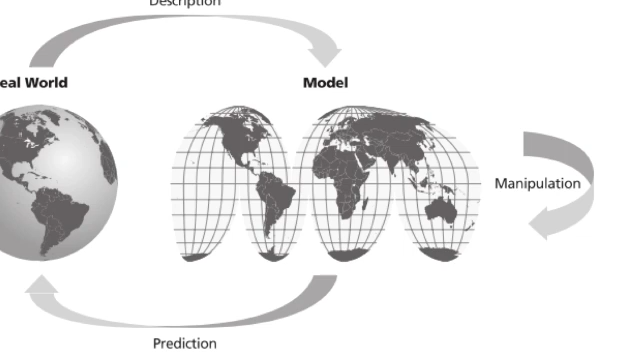 Description
eal World
Model
Manipulation
Prediction